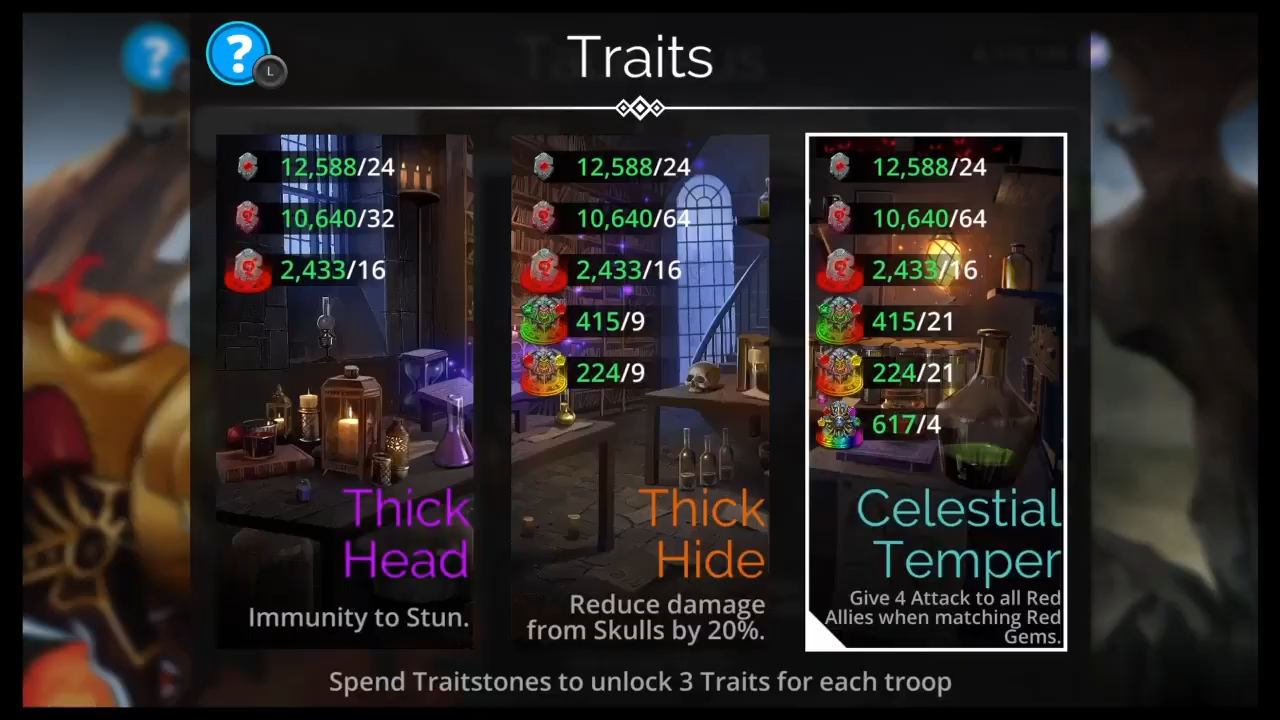 ?
L
Traits
12,588/24
10,640/32
2,433/16
Thick
Head
Immunity to Stun.
12,588/24
10,640/64
2,433/16
415/9
224/9
Thick
Hide
Reduce damage
from Skulls by 20%.
12,588/24
10,640/64
2,433/16
415/21
224/21
617/4
Celestial
Temper
Give 4 Attack to all Red
Allies when matching Red
Gems.
Spend Traitstones to unlock 3 Traits for each troop